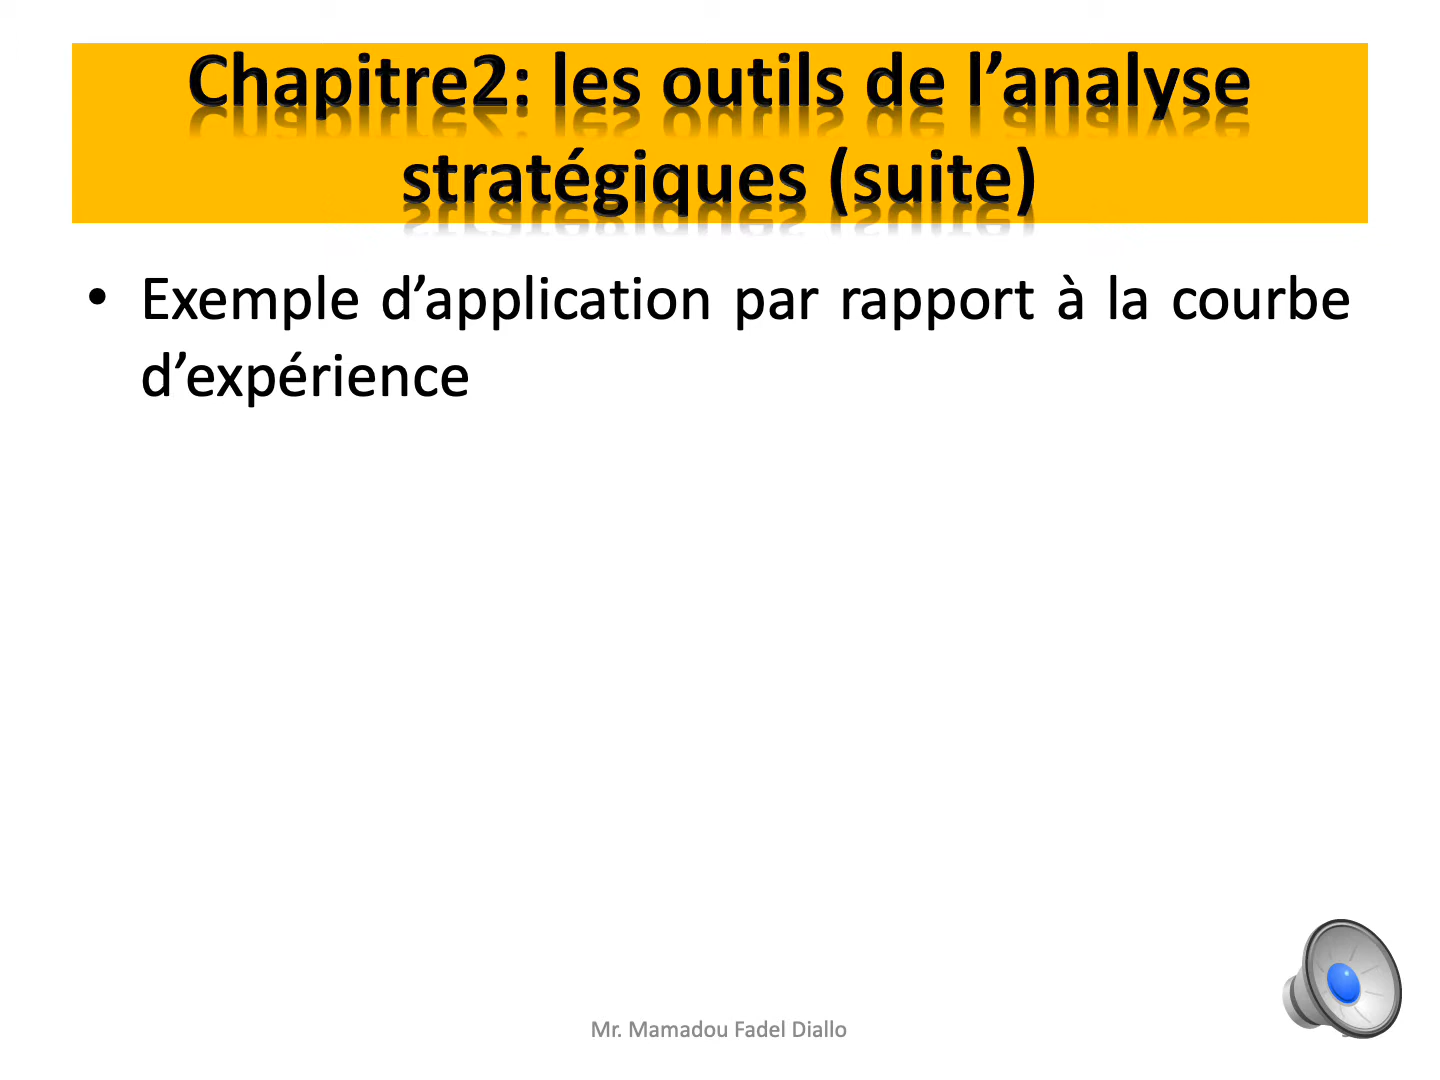 Chapitre2: les outils de l’analyse
stratégiques (suite)
• Exemple d’application par rapport à la courbe
d’expérience
Mr. Mamadou Fadel Diallo